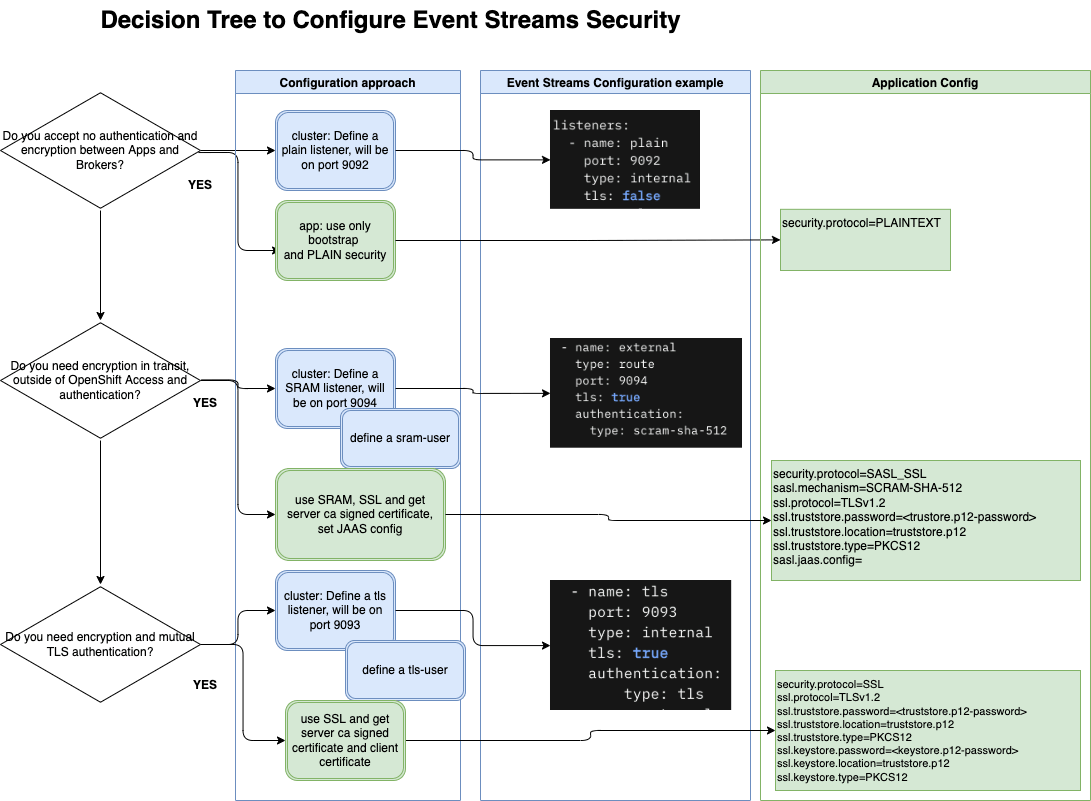 Decision Tree to Configure Event Streams Security
Configuration approach
Event Streams Configuration example
Application Config
Do you accept no authentication and
encryption between Apps and
Brokers?
YES
cluster: Define a
plain listener, will be
on port 9092
listeners:
- name: plain
port: 9092
type: internal
tls: false
app: use only
bootstrap
and PLAIN security
security.protocol=PLAINTEXT
Do you need encryption in transit,
outside of OpenShift Access and
authentication?
YES
cluster: Define a
SRAM listener, will
be on port 9094
define a sram-user
- name: external
type: route
port: 9094
tls: true
authentication:
type: scram-sha-512
use SRAM, SSL and get
server ca signed certificate,
set JAAS config
security.protocol=SASL_SSL
sasl.mechanism=SCRAM-SHA-512
ssl.protocol=TLSv1.2
ssl.truststore.password=<trustore.p12-password>
ssl.truststore.location=truststore.p12
ssl.truststore.type=PKCS12
sasl.jaas.config=
Do you need encryption and mutual
TLS authentication?
YES
cluster: Define a tls
listener, will be on
port 9093
define a tls-user
- name: tls
port: 9093
type: internal
tls: true
authentication:
type: tls
use SSL and get
server ca signed
certificate and client
certificate
security.protocol=SSL
ssl.protocol=TLSv1.2
ssl.truststore.password=<truststore.p12-password>
ssl.truststore.location=truststore.p12
ssl.truststore.type=PKCS12
ssl.keystore.password=<keystore.p12-password>
ssl.keystore.location=truststore.p12
ssl.keystore.type=PKCS12